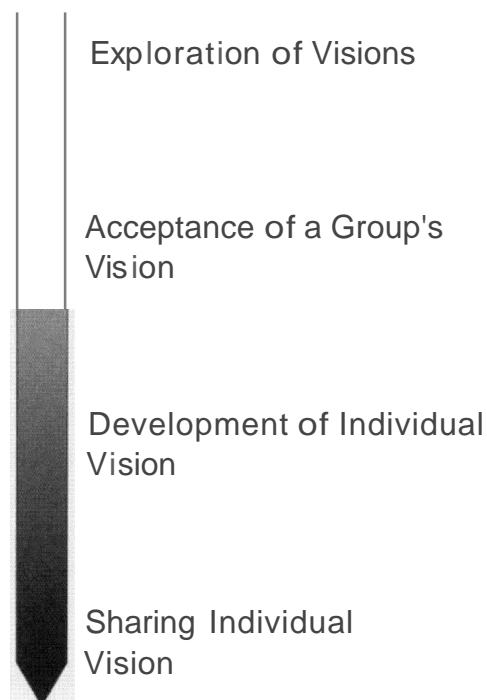 Exploration of Visions
Acceptance of a Group's
Vision
Development of Individual
Vision
Sharing Individual
Vision